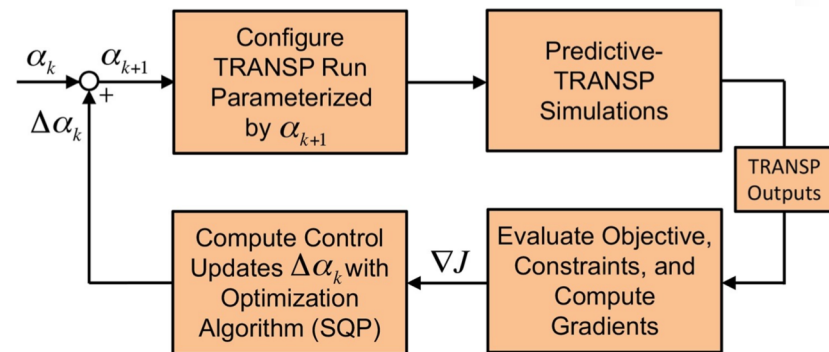 α_k
α_{k+1}
+
Δα_k
Configure
TRANSP Run
Parameterized
by α_{k+1}
Predictive-
TRANSP
Simulations
TRANSP
Outputs
Evaluate Objective,
Constraints, and
Compute
Gradients
∇J
Compute Control
Updates Δα_k with
Optimization
Algorithm (SQP)